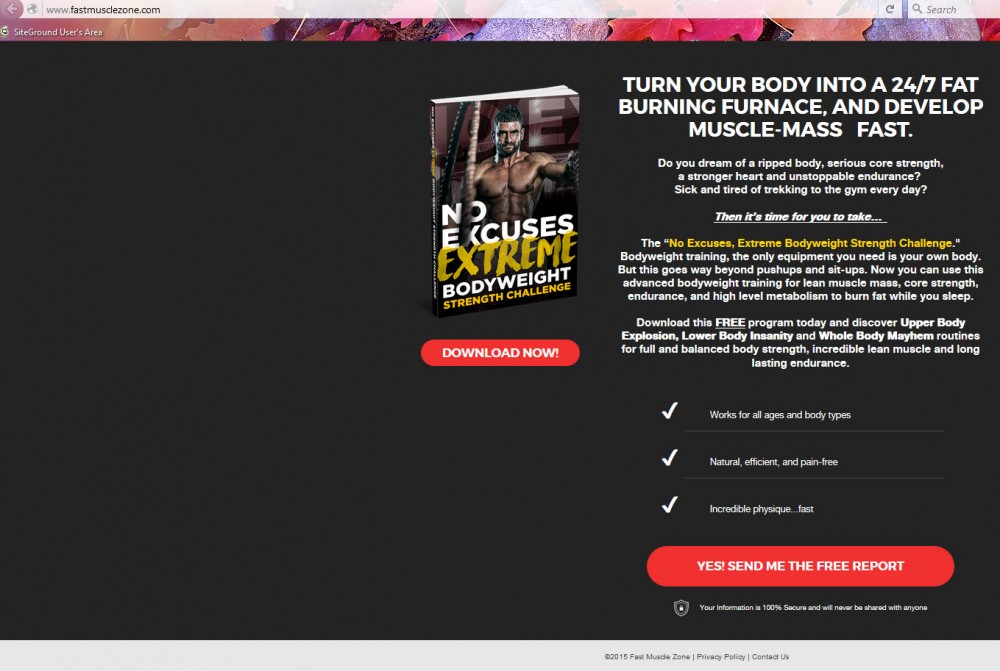 www.fastmusclezone.com
Search
SiteGround User's Area
NO
EXCUSES
EXTREME
BODYWEIGHT
STRENGTH CHALLENGE
DOWNLOAD NOW!
TURN YOUR BODY INTO A 24/7 FAT
BURNING FURNACE, AND DEVELOP
MUSCLE-MASS FAST.
Do you dream of a ripped body, serious core strength,
a stronger heart and unstoppable endurance?
Sick and tired of trekking to the gym every day?
Then it's time for you to take...
The “No Excuses, Extreme Bodyweight Strength Challenge."
Bodyweight training, the only equipment you need is your own body.
But this goes way beyond pushups and sit-ups. Now you can use this
advanced bodyweight training for lean muscle mass, core strength,
endurance, and high level metabolism to burn fat while you sleep.
Download this FREE program today and discover Upper Body
Explosion, Lower Body Insanity and Whole Body Mayhem routines
for full and balanced body strength, incredible lean muscle and long
lasting endurance.
Works for all ages and body types
Natural, efficient, and pain-free
Incredible physique...fast
YES! SEND ME THE FREE REPORT
Your Information is 100% Secure and will never be shared with anyone
©2015 Fast Muscle Zone | Privacy Policy | Contact Us